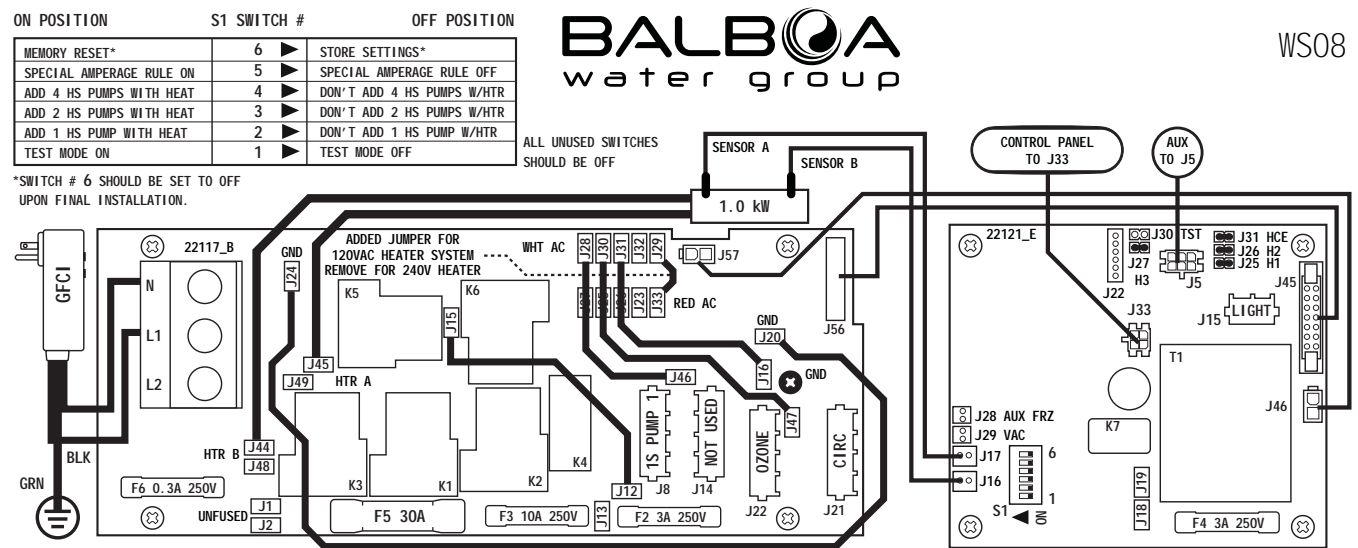 ON POSITION S1 SWITCH # OFF POSITION
MEMORY RESET* 6 ▶ STORE SETTINGS*
SPECIAL AMPERAGE RULE ON 5 ▶ SPECIAL AMPERAGE RULE OFF
ADD 4 HS PUMPS WITH HEAT 4 ▶ DON'T ADD 4 HS PUMPS W/HTR
ADD 2 HS PUMPS WITH HEAT 3 ▶ DON'T ADD 2 HS PUMPS W/HTR
ADD 1 HS PUMP WITH HEAT 2 ▶ DON'T ADD 1 HS PUMP W/HTR
TEST MODE ON 1 ▶ TEST MODE OFF
ALL UNUSED SWITCHES
SHOULD BE OFF
*SWITCH # 6 SHOULD BE SET TO OFF
UPON FINAL INSTALLATION.
BALBOA
water group
WS08
SENSOR A
SENSOR B
1.0 kW
CONTROL PANEL
TO J33
AUX
TO J5
GFCI
N
L1
L2
BLK
GRN
22117_B
GND
J24
ADDED JUMPER FOR
120VAC HEATER SYSTEM
REMOVE FOR 240V HEATER
WHT AC
J28
J30
J31
J32
J29
J57
J23
J33
RED AC
K5
K6
J15
J56
GND
J20
J45
J49
HTR A
J46
J16
GND
J47
HTR B
J44
J48
K3
K1
K2
K4
1S PUMP 1
J8
NOT USED
J14
OZONE
J22
CIRC
J21
J12
J13
F6 0.3A 250V
UNFUSED
J1
J2
F5 30A
F3 10A 250V
F2 3A 250V
22121_E
J30 TST
J27
H3
J22
J5
J31 HCE
J26 H2
J25 H1
J45
J33
J15
LIGHT
T1
J46
K7
J28 AUX FRZ
J29 VAC
J17
J16
6
1
S1
ON
J19
J18
F4 3A 250V